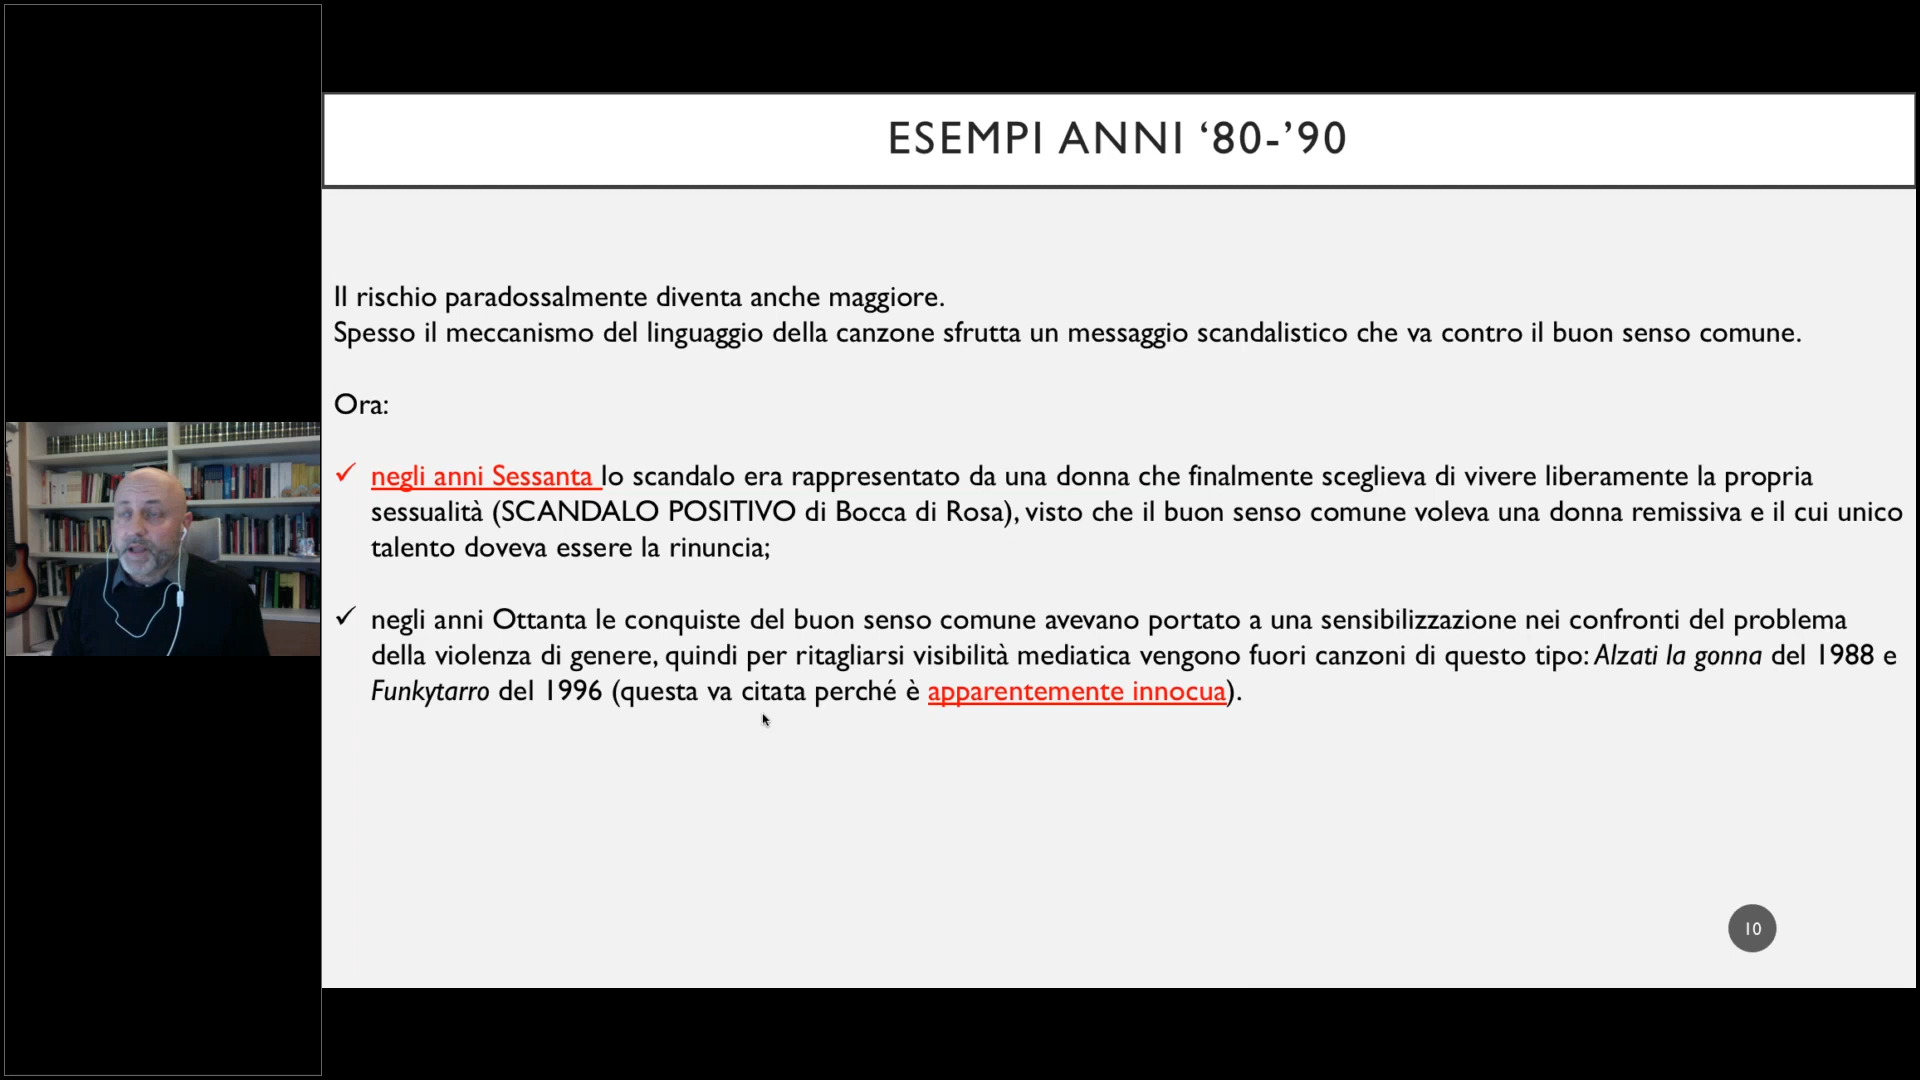 ESEMPI ANNI ‘80-’90
Il rischio paradossalmente diventa anche maggiore.
Spesso il meccanismo del linguaggio della canzone sfrutta un messaggio scandalistico che va contro il buon senso comune.
Ora:
✓ negli anni Sessanta lo scandalo era rappresentato da una donna che finalmente sceglieva di vivere liberamente la propria
sessualità (SCANDALO POSITIVO di Bocca di Rosa), visto che il buon senso comune voleva una donna remissiva e il cui unico
talento doveva essere la rinuncia;
✓ negli anni Ottanta le conquiste del buon senso comune avevano portato a una sensibilizzazione nei confronti del problema
della violenza di genere, quindi per ritagliarsi visibilità mediatica vengono fuori canzoni di questo tipo: Alzati la gonna del 1988 e
Funkytarro del 1996 (questa va citata perché è apparentemente innocua).
10